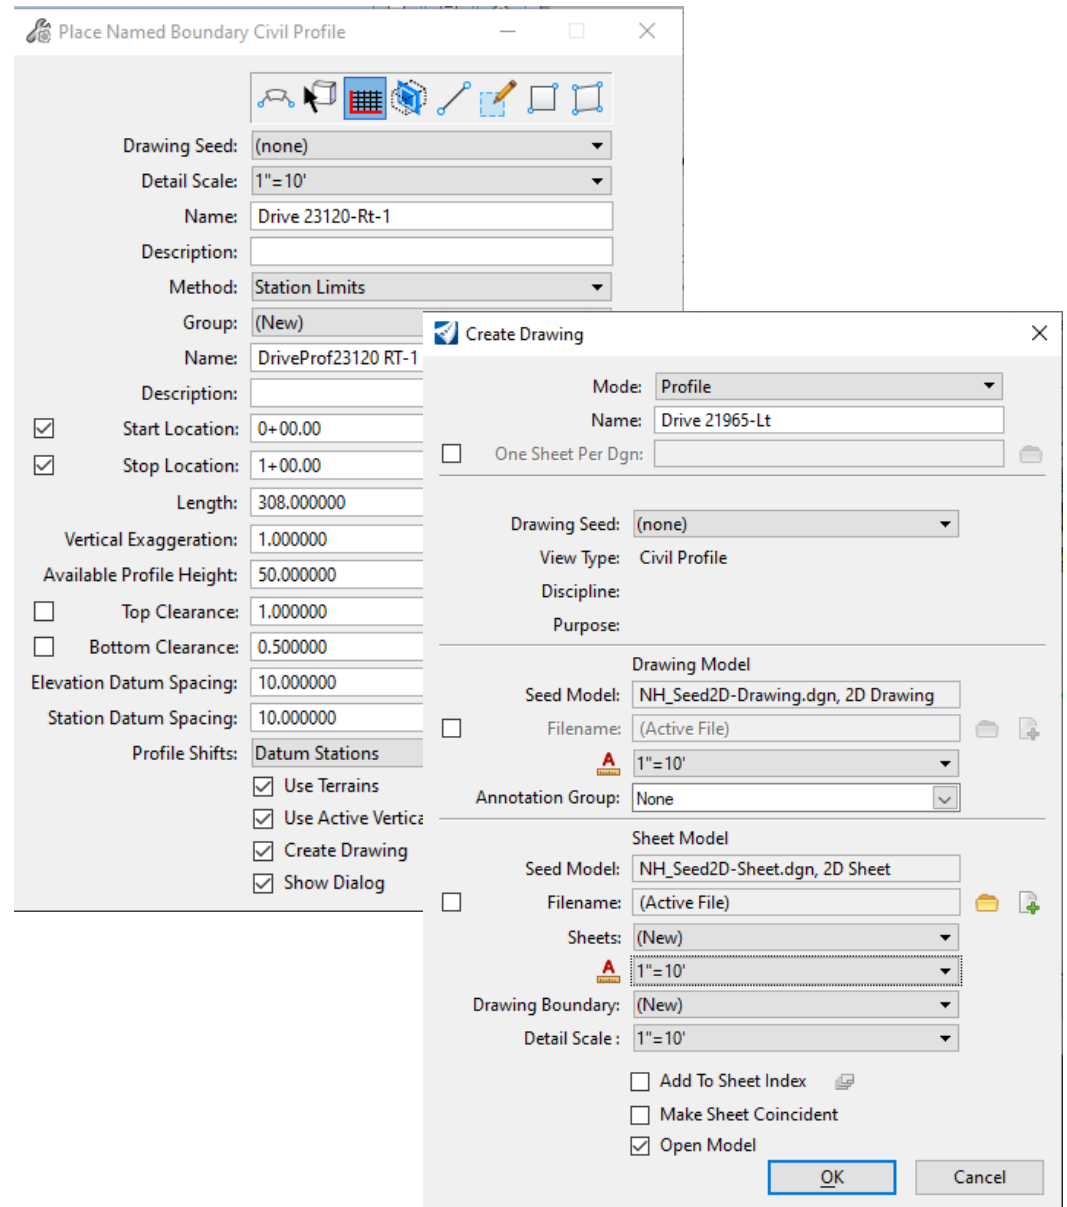 Place Named Boundary Civil Profile
Drawing Seed: (none)
Detail Scale: 1"=10'
Name: Drive 23120-Rt-1
Description:
Method: Station Limits
Group: (New)
Name: DriveProf23120 RT-1
Description:
Start Location: 0+00.00
Stop Location: 1+00.00
Length: 308.000000
Vertical Exaggeration: 1.000000
Available Profile Height: 50.000000
Top Clearance: 1.000000
Bottom Clearance: 0.500000
Elevation Datum Spacing: 10.000000
Station Datum Spacing: 10.000000
Profile Shifts: Datum Stations
Use Terrains
Use Active Vertica
Create Drawing
Show Dialog
Create Drawing
Mode: Profile
Name: Drive 21965-Lt
One Sheet Per Dgn:
Drawing Seed: (none)
View Type: Civil Profile
Discipline:
Purpose:
Drawing Model
Seed Model: NH_Seed2D-Drawing.dgn, 2D Drawing
Filename: (Active File)
A 1"=10'
Annotation Group: None
Sheet Model
Seed Model: NH_Seed2D-Sheet.dgn, 2D Sheet
Filename: (Active File)
Sheets: (New)
A 1"=10'
Drawing Boundary: (New)
Detail Scale : 1"=10'
Add To Sheet Index
Make Sheet Coincident
Open Model
OK Cancel